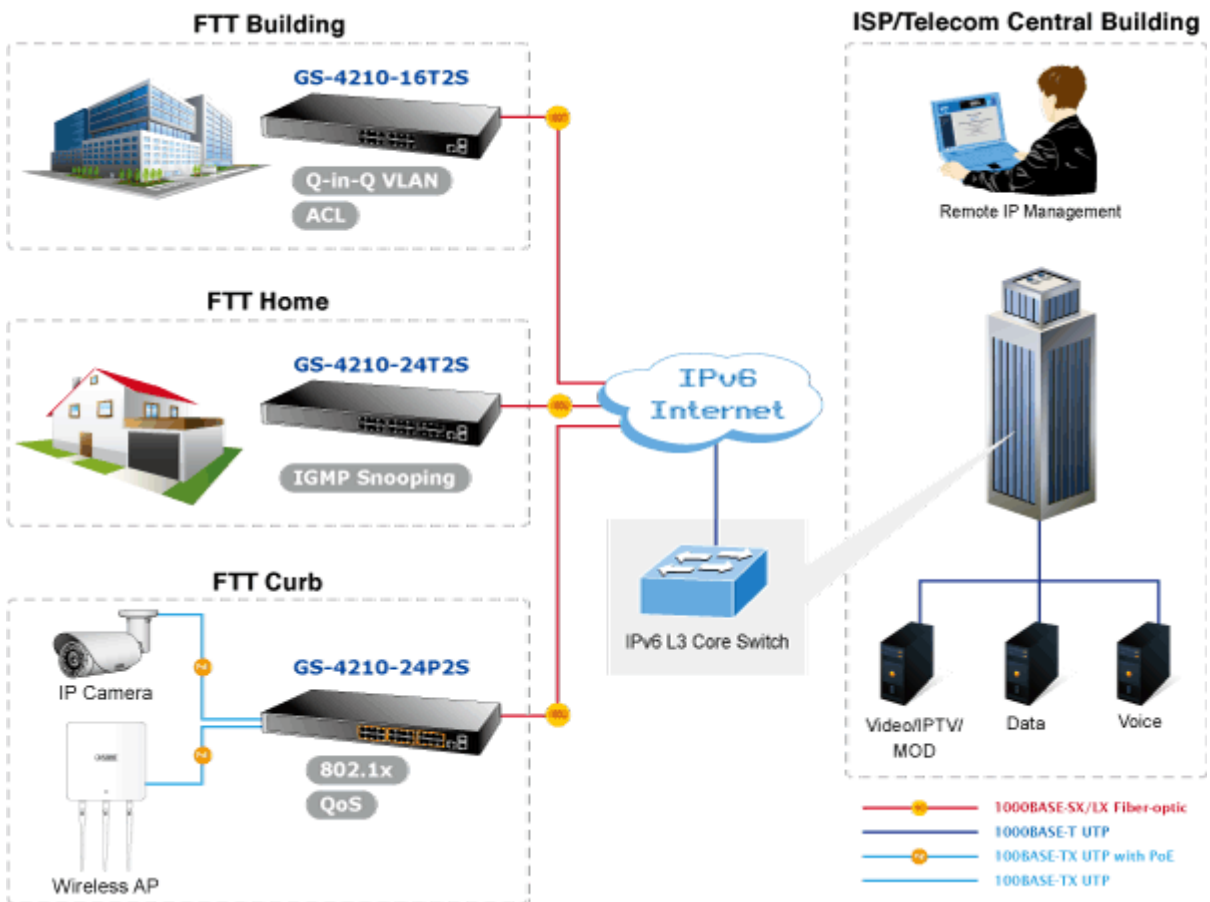 FTT Building
GS-4210-16T2S
Q-in-Q VLAN
ACL
FTT Home
GS-4210-24T2S
IGMP Snooping
FTT Curb
IP Camera
GS-4210-24P2S
802.1x
QoS
Wireless AP
IPv6
Internet
IPv6 L3 Core Switch
ISP/Telecom Central Building
Remote IP Management
Video/IPTV/
MOD
Data
Voice
1000BASE-SX/LX Fiber-optic
1000BASE-T UTP
100BASE-TX UTP with PoE
100BASE-TX UTP